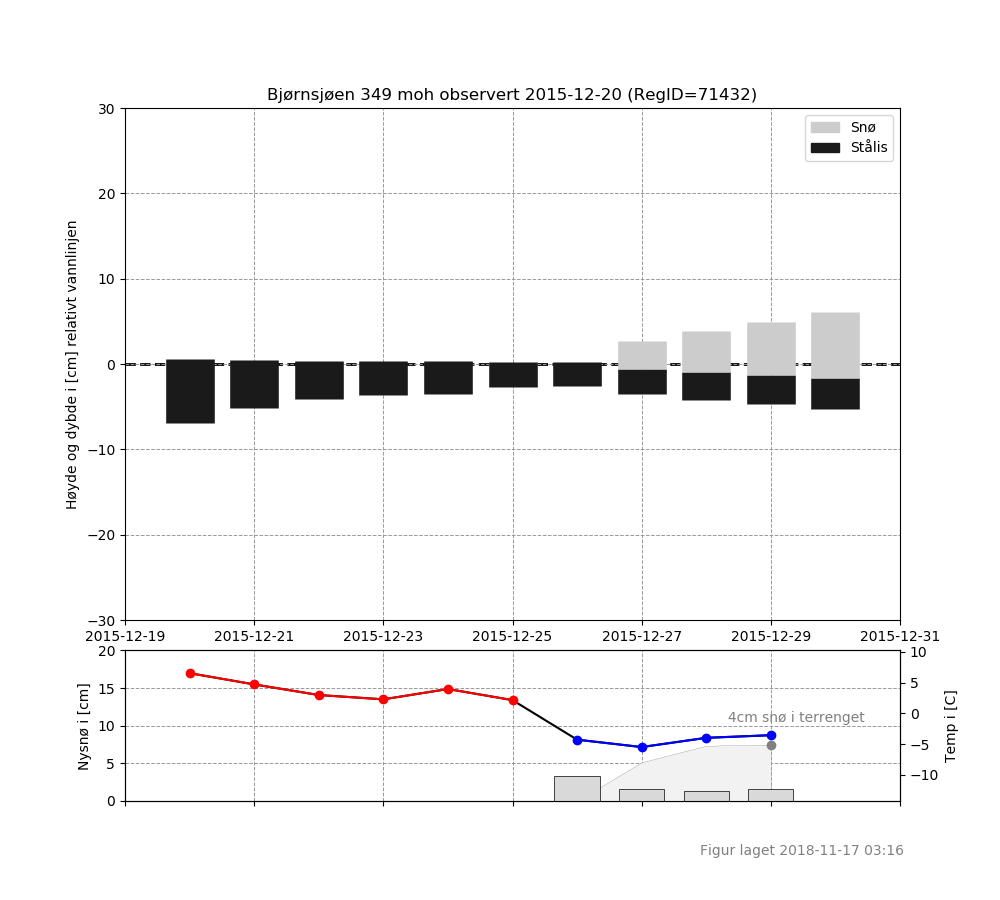 Bjørnsjøen 349 moh observert 2015-12-20 (RegID=71432)
Snø
Stålis
Høyde og dybde i [cm] relativt vannlinjen
30
20
10
0
−10
−20
−30
2015-12-19 2015-12-21 2015-12-23 2015-12-25 2015-12-27 2015-12-29 2015-12-31
Nysnø i [cm]
20
15
10
5
0
4cm snø i terrenget
10
5
0
−5
−10
Temp i [C]
Figur laget 2018-11-17 03:16